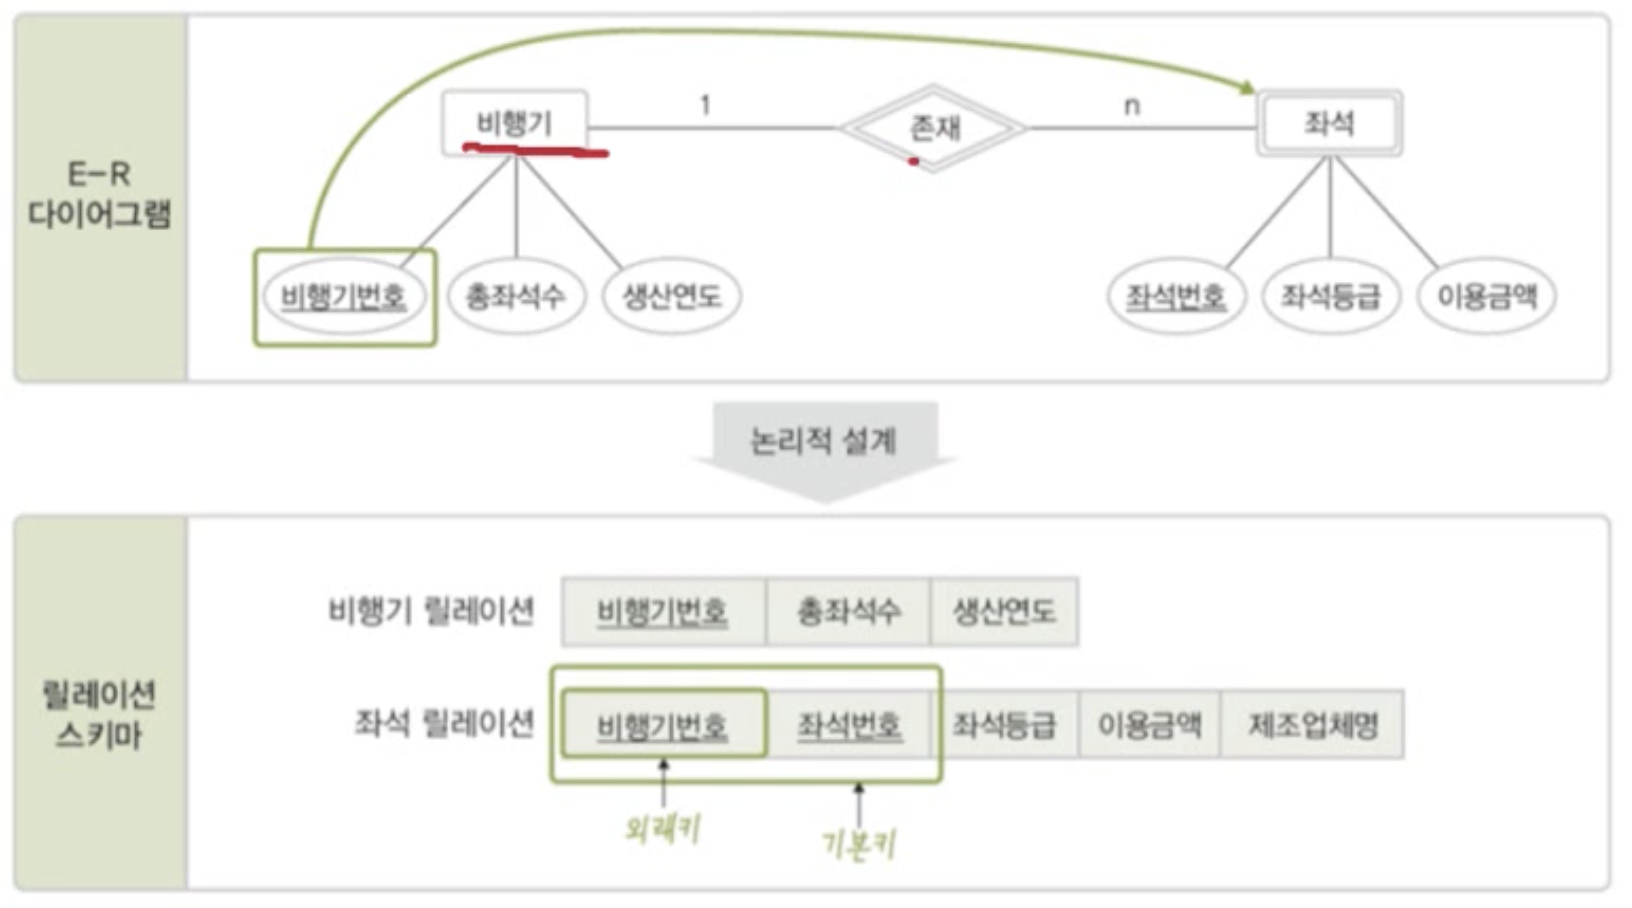 E-R
다이어그램
비행기
1
존재
n
좌석
비행기번호
총좌석수
생산연도
좌석번호
좌석등급
이용금액
논리적 설계
릴레이션
스키마
비행기 릴레이션
비행기번호 총좌석수 생산연도
좌석 릴레이션
비행기번호 좌석번호 좌석등급 이용금액 제조업체명
외래키
기본키